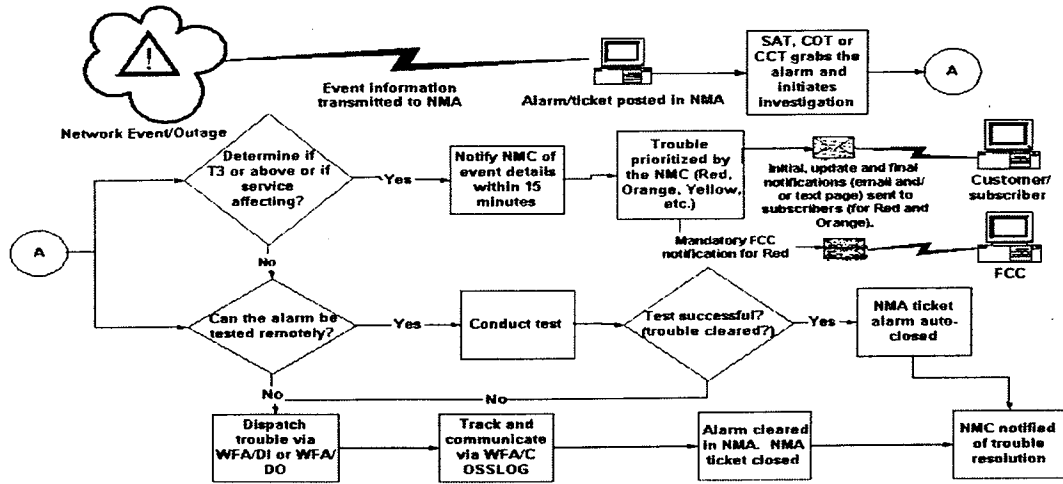 !
Network Event/Outage
Event information
transmitted to NMA
Alarm/ticket posted in NMA
SAT, COT or
CCT grabs the
alarm and
initiates
investigation
A
Determine if
T3 or above or if
service
affecting?
Yes
Notify NMC of
event details
within 15
minutes
Trouble
prioritized by
the NMC (Red,
Orange, Yellow,
etc.)
Initial, update and final
notifications (email and/
or text page) sent to
subscribers (for Red and
Orange).
Customer/
subscriber
A
Mandatory FCC
notification for Red
FCC
No
Can the alarm be
tested remotely?
Yes
Conduct test
Test successful?
(trouble cleared?)
Yes
NMA ticket
alarm auto-
closed
No
No
Dispatch
trouble via
WFA/DI or WFA/
DO
Track and
communicate
via WFA/C
OSSLOG
Alarm cleared
in NMA. NMA
ticket closed
NMC notified
of trouble
resolution